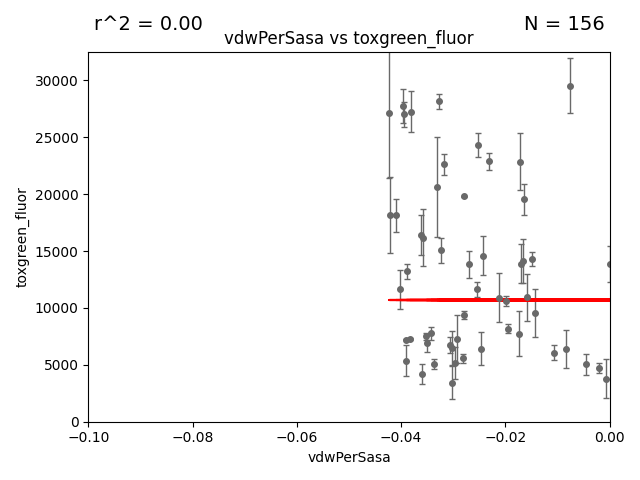 r^2 = 0.00
N = 156
vdwPerSasa vs toxgreen_fluor
30000
25000
20000
15000
10000
5000
0
toxgreen_fluor
−0.10
−0.08
−0.06
−0.04
−0.02
0.00
vdwPerSasa